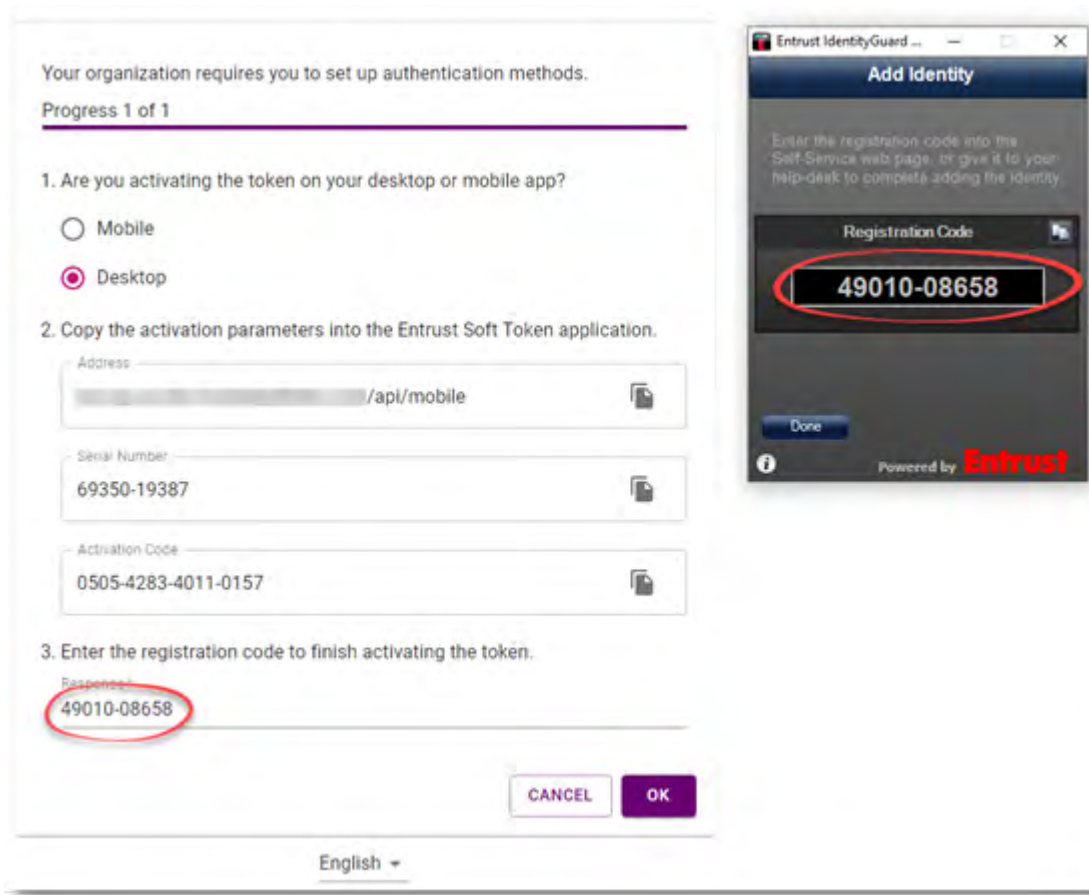 Your organization requires you to set up authentication methods.
Progress 1 of 1
1. Are you activating the token on your desktop or mobile app?
Mobile
Desktop
2. Copy the activation parameters into the Entrust Soft Token application.
Address
/api/mobile
Serial Number
69350-19387
Activation Code
0505-4283-4011-0157
3. Enter the registration code to finish activating the token.
Response*
49010-08658
CANCEL
OK
English
Entrust IdentityGuard ...
Add Identity
Enter the registration code into the
Self-Service web page, or give it to your
help-desk to complete adding the identity.
Registration Code
49010-08658
Done
Powered by Entrust